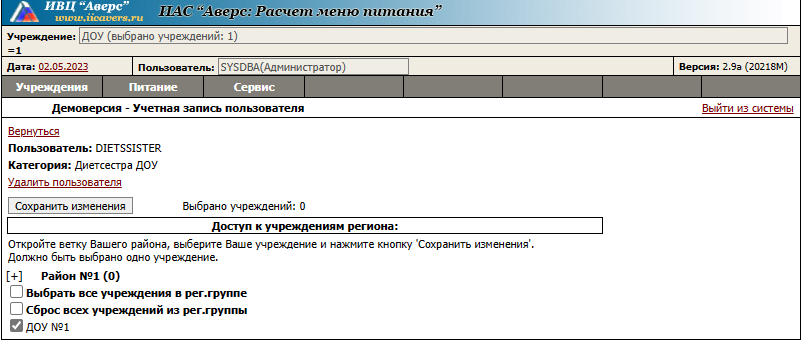 ИВЦ “Аверс”
www.iicavers.ru
ИАС “Аверс: Расчет меню питания”
Учреждение: ДОУ (выбрано учреждений: 1)
=1
Дата: 02.05.2023 Пользователь: SYSDBA(Администратор) Версия: 2.9a (20218M)
Учреждения Питание Сервис
Демоверсия - Учетная запись пользователя Выйти из системы
Вернуться
Пользователь: DIETSSISTER
Категория: Диетсестра ДОУ
Удалить пользователя
Сохранить изменения Выбрано учреждений: 0
Доступ к учреждениям региона:
Откройте ветку Вашего района, выберите Ваше учреждение и нажмите кнопку 'Сохранить изменения'.
Должно быть выбрано одно учреждение.
[+] Район №1 (0)
Выбрать все учреждения в рег.группе
Сброс всех учреждений из рег.группы
ДОУ №1